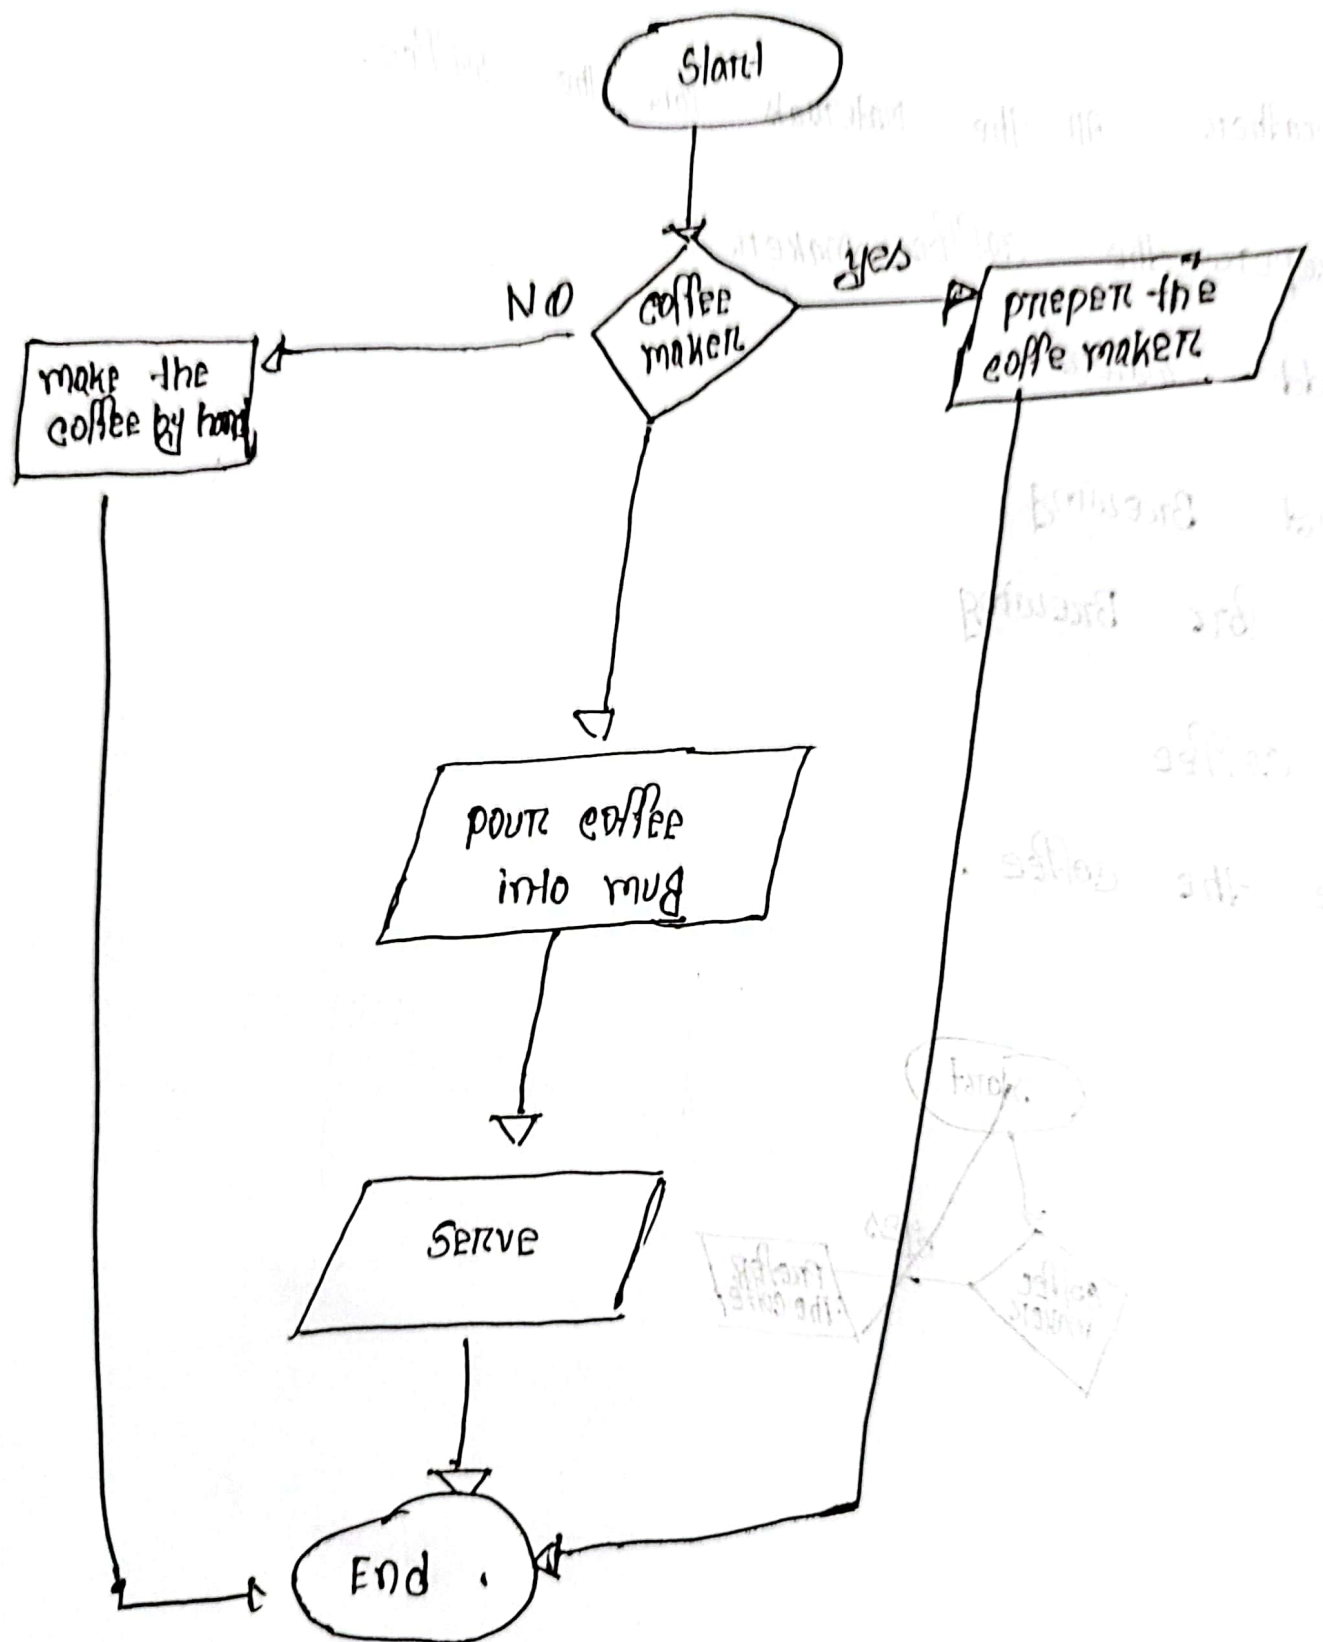 Start
coffee
maker
yes
NO
preper the
coffe maker
make the
coffee by hand
pour coffee
into mug
serve
End .